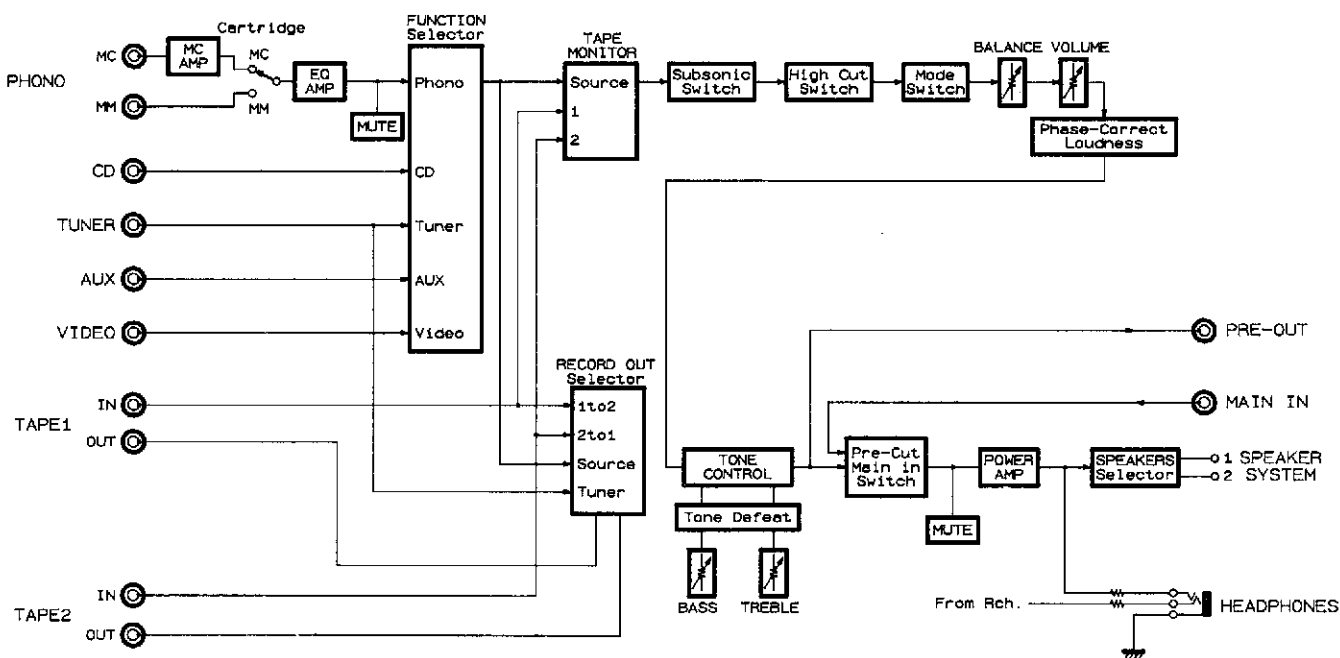 PHONO
MC
MM
MC AMP
Cartridge
MC
MM
EQ AMP
MUTE
CD
TUNER
AUX
VIDEO
TAPE1
IN
OUT
TAPE2
IN
OUT
FUNCTION
Selector
Phono
CD
Tuner
AUX
Video
TAPE
MONITOR
Source
1
2
RECORD OUT
Selector
1to2
2to1
Source
Tuner
Subsonic
Switch
High Cut
Switch
Mode
Switch
BALANCE VOLUME
Phase-Correct
Loudness
TONE
CONTROL
Tone Defeat
BASS
TREBLE
PRE-OUT
MAIN IN
Pre-Cut
Main in
Switch
MUTE
POWER
AMP
SPEAKERS
Selector
1 SPEAKER
2 SYSTEM
From Rch.
HEADPHONES